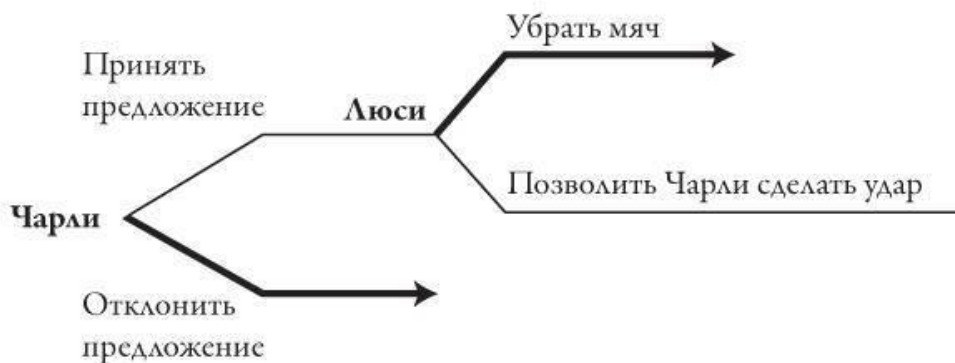 Убрать мяч
Принять
предложение
Люси
Позволить Чарли сделать удар
Чарли
Отклонить
предложение